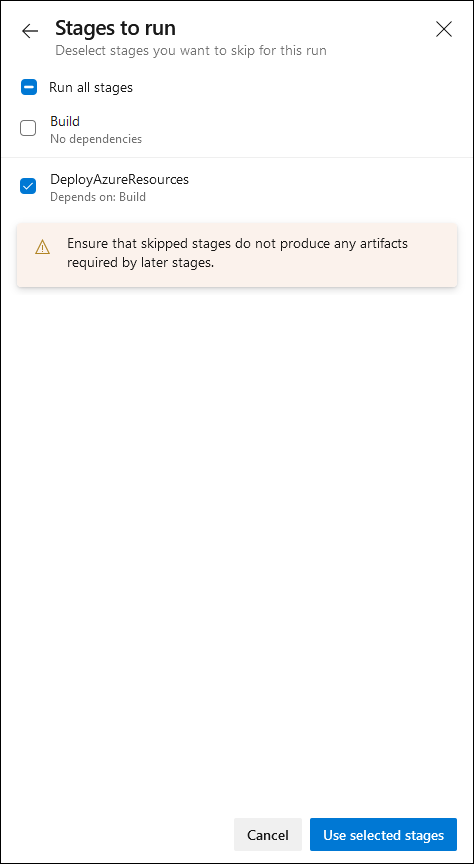 Stages to run
Deselect stages you want to skip for this run
Run all stages
Build
No dependencies
DeployAzureResources
Depends on: Build
Ensure that skipped stages do not produce any artifacts
required by later stages.
Cancel
Use selected stages